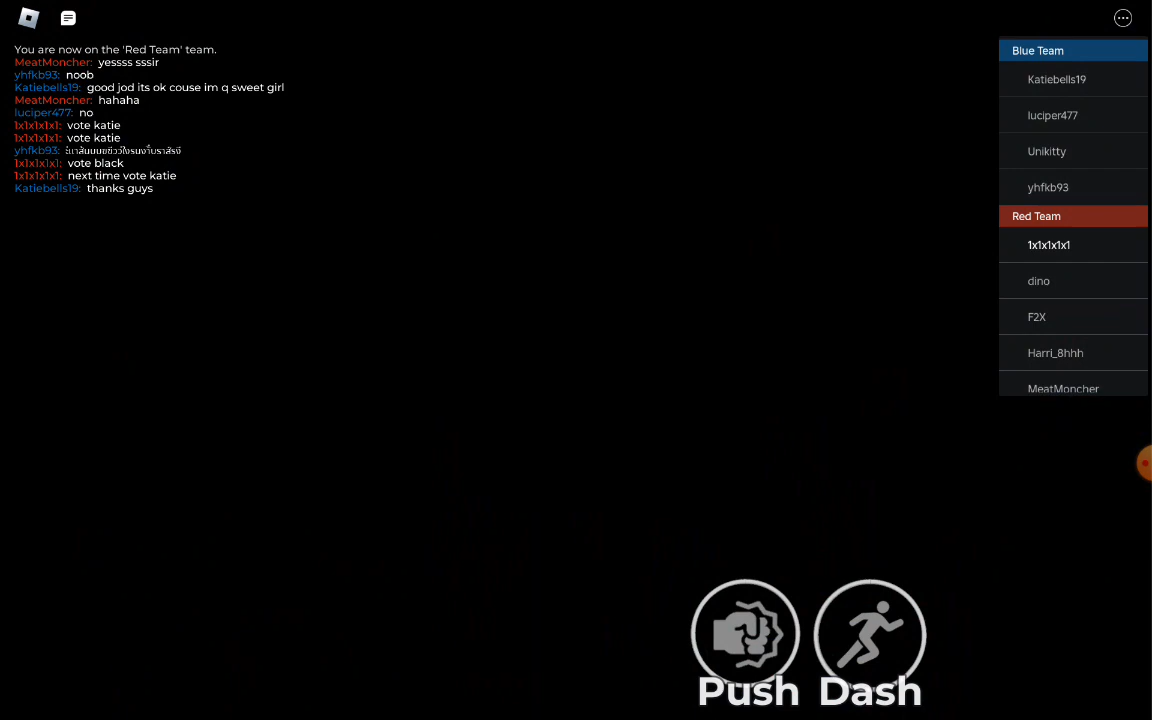 You are now on the 'Red Team' team.
MeatMoncher: yessss sssir
yhfkb93: noob
Katiebells19: good jod its ok couse im q sweet girl
MeatMoncher: hahaha
luciper477: no
1x1x1x1x1: vote katie
1x1x1x1x1: vote katie
yhfkb93:
1x1x1x1x1: vote black
1x1x1x1x1: next time vote katie
Katiebells19: thanks guys
Blue Team
Katiebells19
luciper477
Unikitty
yhfkb93
Red Team
1x1x1x1x1
dino
F2X
Harri_8hhh
MeatMoncher
Push Dash